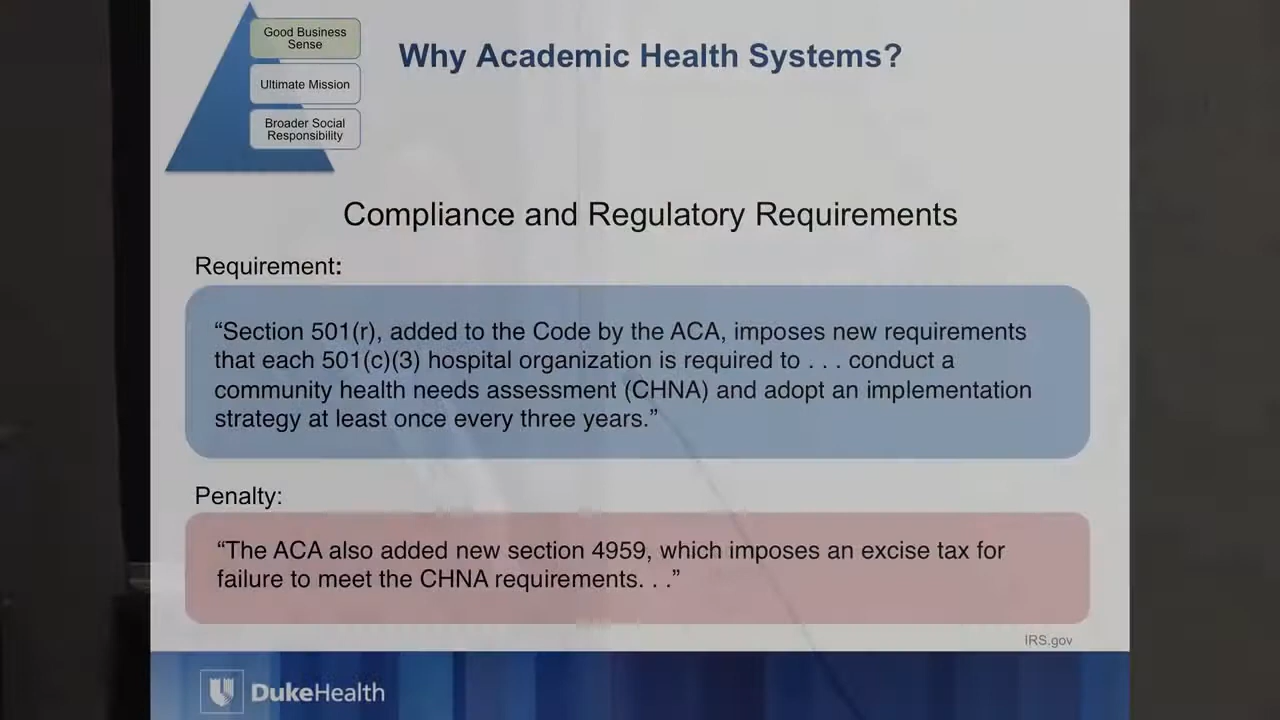 Good Business
Sense
Ultimate Mission
Broader Social
Responsibility
Why Academic Health Systems?
Compliance and Regulatory Requirements
Requirement:
“Section 501(r), added to the Code by the ACA, imposes new requirements
that each 501(c)(3) hospital organization is required to . . . conduct a
community health needs assessment (CHNA) and adopt an implementation
strategy at least once every three years.”
Penalty:
“The ACA also added new section 4959, which imposes an excise tax for
failure to meet the CHNA requirements. . .”
IRS.gov
DukeHealth